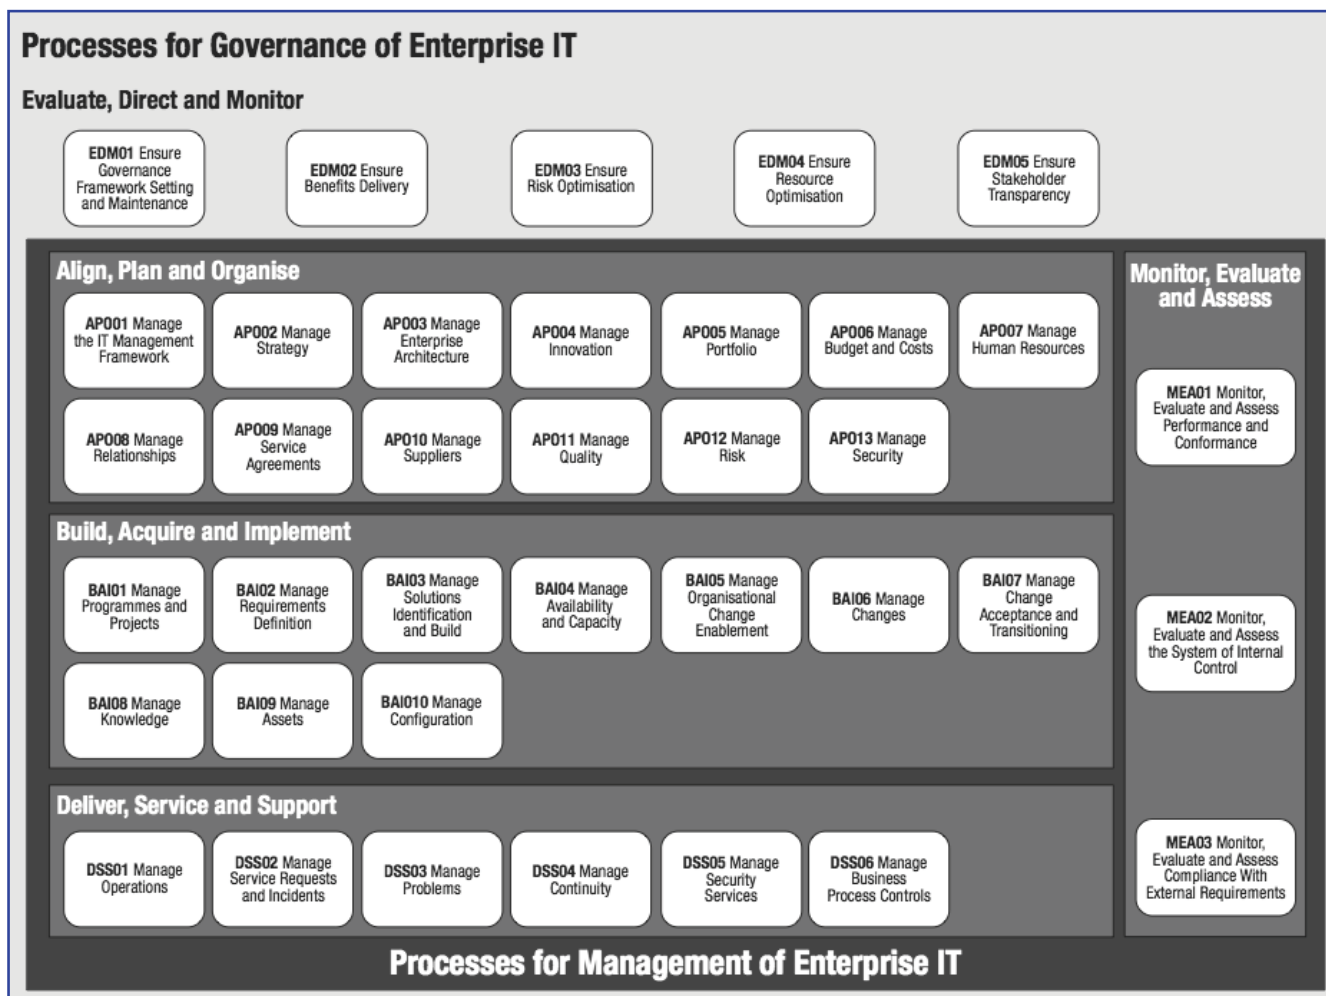 Processes for Governance of Enterprise IT
Evaluate, Direct and Monitor
EDM01 Ensure
Governance
Framework Setting
and Maintenance
EDM02 Ensure
Benefits Delivery
EDM03 Ensure
Risk Optimisation
EDM04 Ensure
Resource
Optimisation
EDM05 Ensure
Stakeholder
Transparency
Align, Plan and Organise
APO01 Manage
the IT Management
Framework
APO02 Manage
Strategy
APO03 Manage
Enterprise
Architecture
APO04 Manage
Innovation
APO05 Manage
Portfolio
APO06 Manage
Budget and Costs
APO07 Manage
Human Resources
APO08 Manage
Relationships
APO09 Manage
Service
Agreements
APO10 Manage
Suppliers
APO11 Manage
Quality
APO12 Manage
Risk
APO13 Manage
Security
Build, Acquire and Implement
BAI01 Manage
Programmes and
Projects
BAI02 Manage
Requirements
Definition
BAI03 Manage
Solutions
Identification
and Build
BAI04 Manage
Availability
and Capacity
BAI05 Manage
Organisational
Change
Enablement
BAI06 Manage
Changes
BAI07 Manage
Change
Acceptance and
Transitioning
BAI08 Manage
Knowledge
BAI09 Manage
Assets
BAI010 Manage
Configuration
Deliver, Service and Support
DSS01 Manage
Operations
DSS02 Manage
Service Requests
and Incidents
DSS03 Manage
Problems
DSS04 Manage
Continuity
DSS05 Manage
Security
Services
DSS06 Manage
Business
Process Controls
Monitor, Evaluate
and Assess
MEA01 Monitor,
Evaluate and Assess
Performance and
Conformance
MEA02 Monitor,
Evaluate and Assess
the System of Internal
Control
MEA03 Monitor,
Evaluate and Assess
Compliance With
External Requirements
Processes for Management of Enterprise IT